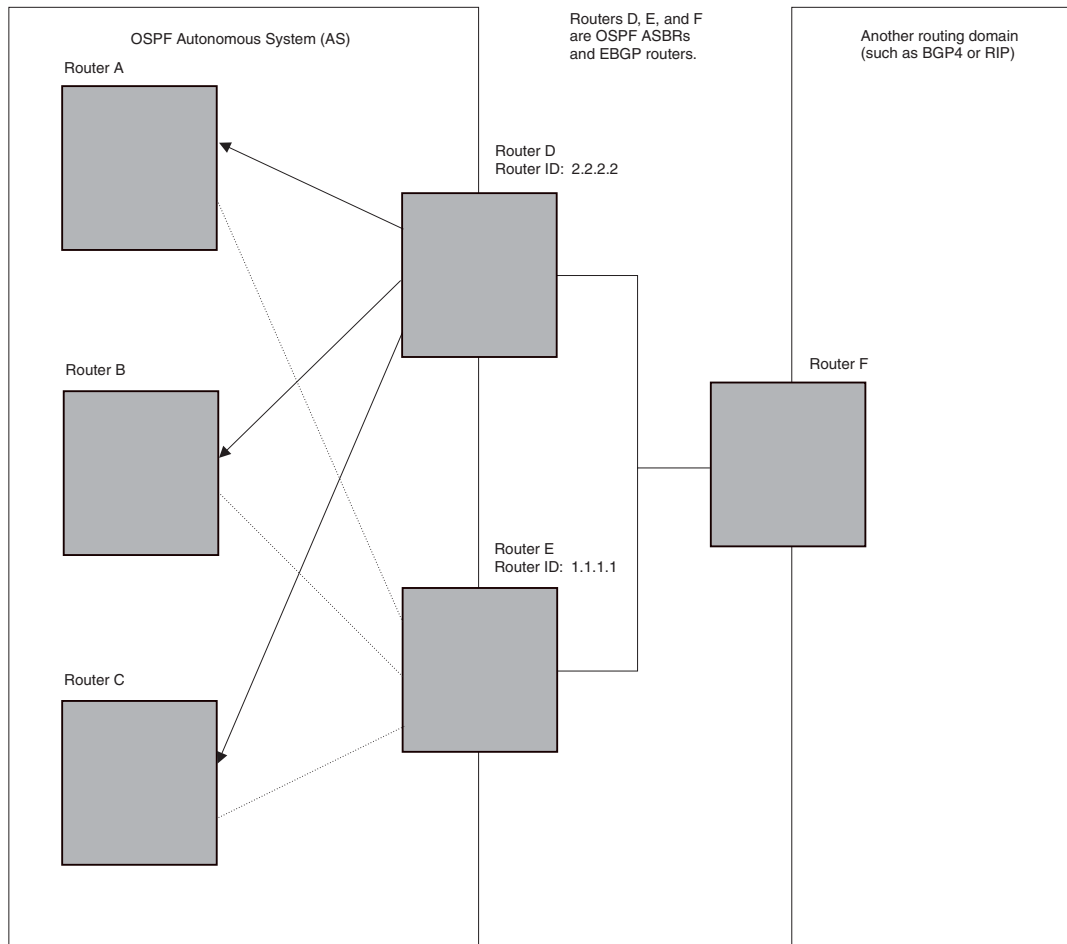 OSPF Autonomous System (AS)
Routers D, E, and F
are OSPF ASBRs
and EBGP routers.
Another routing domain
(such as BGP4 or RIP)
Router A
Router D
Router ID: 2.2.2.2
Router B
Router F
Router E
Router ID: 1.1.1.1
Router C